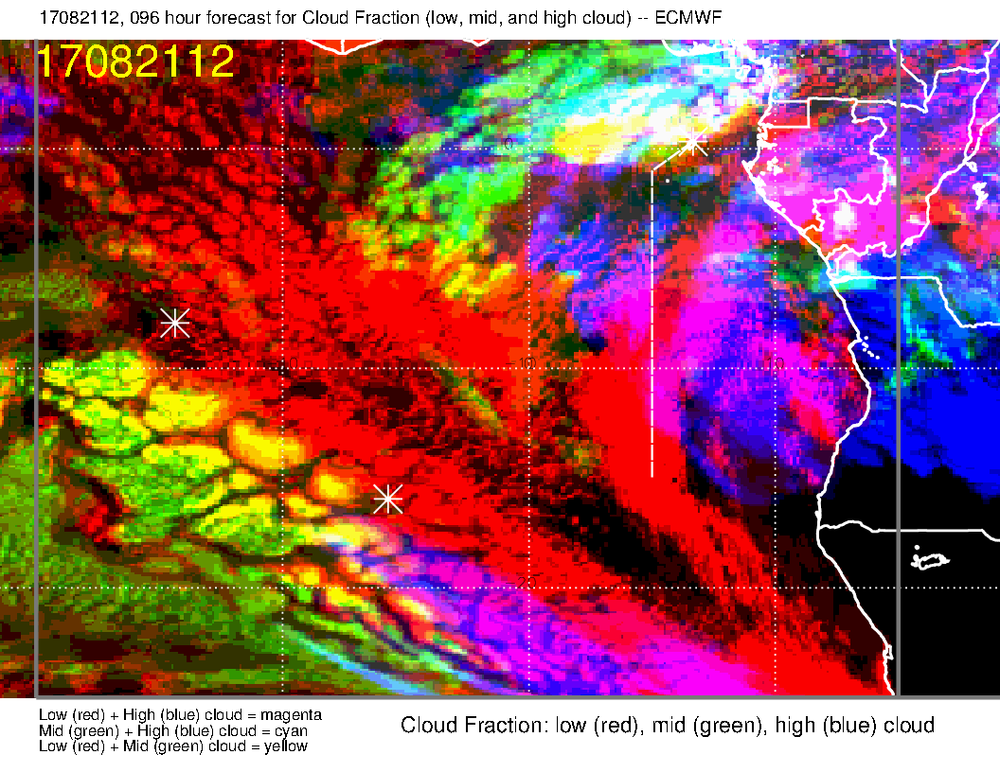 17082112, 096 hour forecast for Cloud Fraction (low, mid, and high cloud) -- ECMWF
17082112
0
-10
Low (red) + High (blue) cloud = magenta
Mid (green) + High (blue) cloud = cyan
Low (red) + Mid (green) cloud = yellow
Cloud Fraction: low (red), mid (green), high (blue) cloud